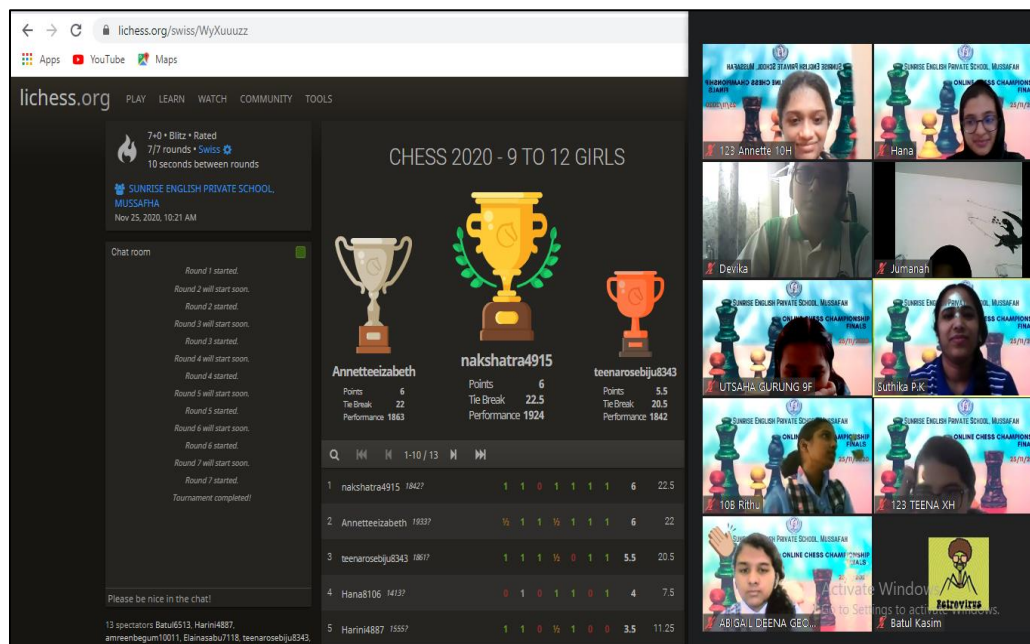 lichess.org/swiss/WyXuuuzz
Apps YouTube Maps
lichess.org PLAY LEARN WATCH COMMUNITY TOOLS
7+0 • Blitz • Rated
7/7 rounds • Swiss
10 seconds between rounds
SUNRISE ENGLISH PRIVATE SCHOOL,
MUSSAFHA
Nov 25, 2020, 10:21 AM
Chat room
Round 1 started.
Round 2 will start soon.
Round 2 started.
Round 3 will start soon.
Round 3 started.
Round 4 will start soon.
Round 4 started.
Round 5 will start soon.
Round 5 started.
Round 6 will start soon.
Round 6 started.
Round 7 will start soon.
Round 7 started.
Tournament completed!
Please be nice in the chat!
13 spectators Batul6513, Harini4887,
amreenbegum10011, Elainasabu7118, teenarosebiju8343,
CHESS 2020 - 9 TO 12 GIRLS
Annetteeizabeth
Points 6
Tie Break 22
Performance 1863
nakshatra4915
Points 6
Tie Break 22.5
Performance 1924
teenarosebiju8343
Points 5.5
Tie Break 20.5
Performance 1842
1-10 / 13
1 nakshatra4915 1842? 1 1 0 1 1 1 1 6 22.5
2 Annetteeizabeth 1933? ½ 1 1 ½ 1 1 1 6 22
3 teenarosebiju8343 1861? 1 1 1 ½ 0 1 1 5.5 20.5
4 Hana8106 1413? 0 1 0 1 1 0 1 4 7.5
5 Harini4887 1555? 1 1 0 ½ 1 0 0 3.5 11.25
SUNRISE ENGLISH PRIVATE SCHOOL, MUSSAFAH
ONLINE CHESS CHAMPIONSHIP
FINALS
123 Annette 10H
Hana
Devika
Jumanah
SUNRISE ENGLISH PRIVATE SCHOOL, MUSSAFAH
UTSAHA GURUNG 9F
ONLINE CHESS CHAMPIONSHIP
FINALS
Suthika P.K
10B Rithu
123 TEENA XH
ABIGAIL DEENA GEO...
Activate Windows
Go to Settings to activate Windows.
Retrovirus
Batul Kasim